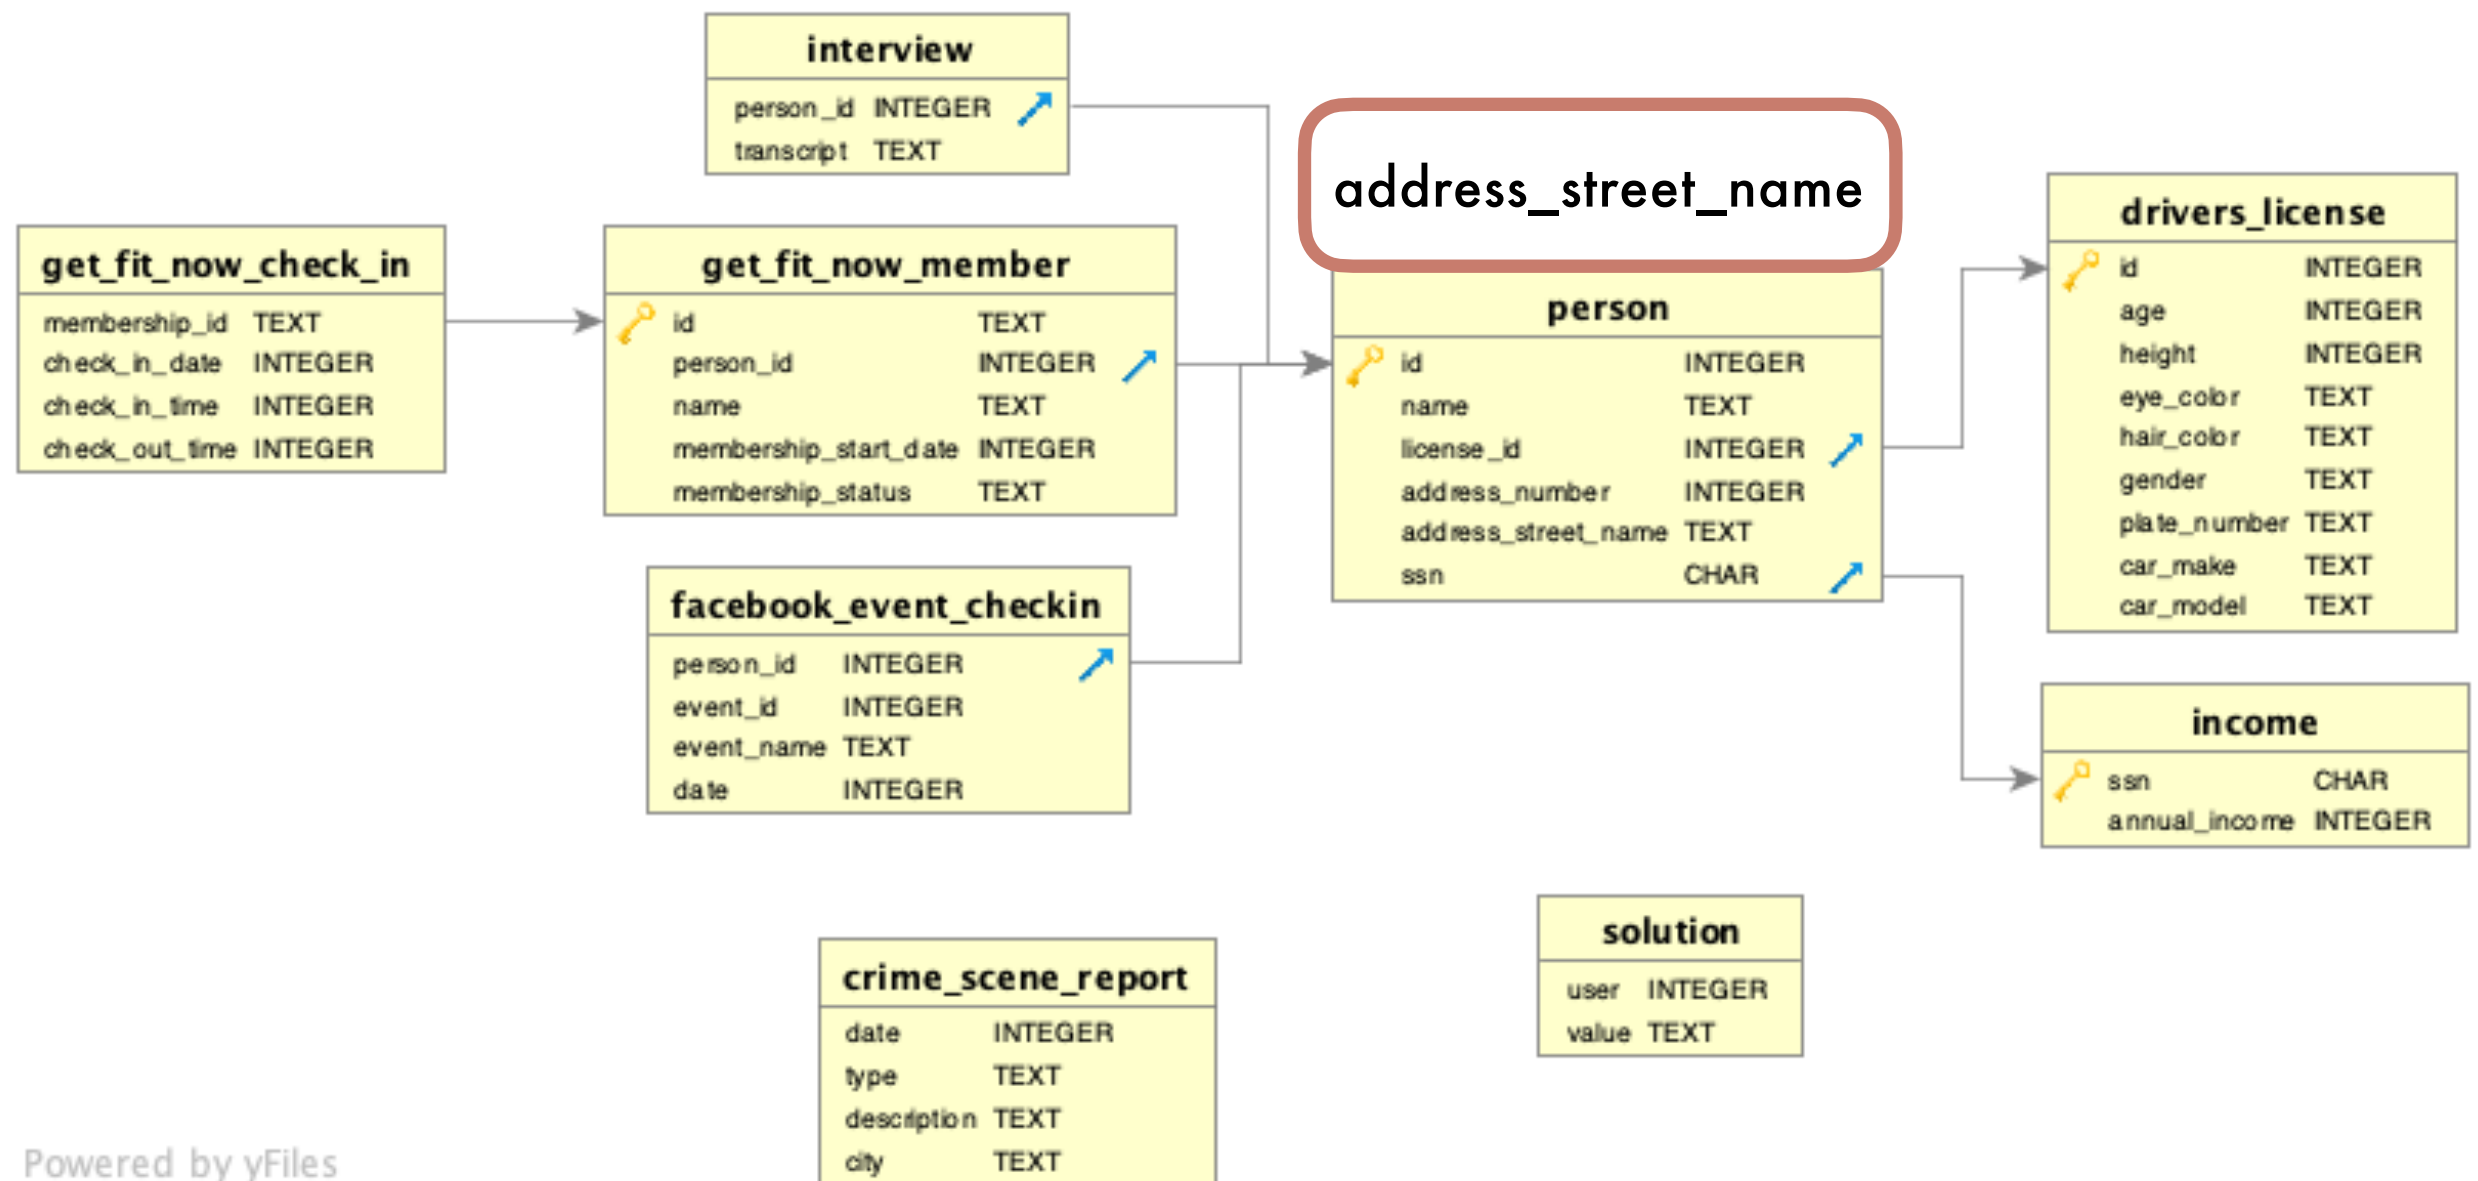 interview
person_id INTEGER
transcript TEXT
address_street_name
get_fit_now_check_in
membership_id TEXT
check_in_date INTEGER
check_in_time INTEGER
check_out_time INTEGER
get_fit_now_member
id TEXT
person_id INTEGER
name TEXT
membership_start_date INTEGER
membership_status TEXT
person
id INTEGER
name TEXT
license_id INTEGER
address_number INTEGER
address_street_name TEXT
ssn CHAR
drivers_license
id INTEGER
age INTEGER
height INTEGER
eye_color TEXT
hair_color TEXT
gender TEXT
plate_number TEXT
car_make TEXT
car_model TEXT
facebook_event_checkin
person_id INTEGER
event_id INTEGER
event_name TEXT
date INTEGER
income
ssn CHAR
annual_income INTEGER
crime_scene_report
date INTEGER
type TEXT
description TEXT
city TEXT
solution
user INTEGER
value TEXT
Powered by yFiles